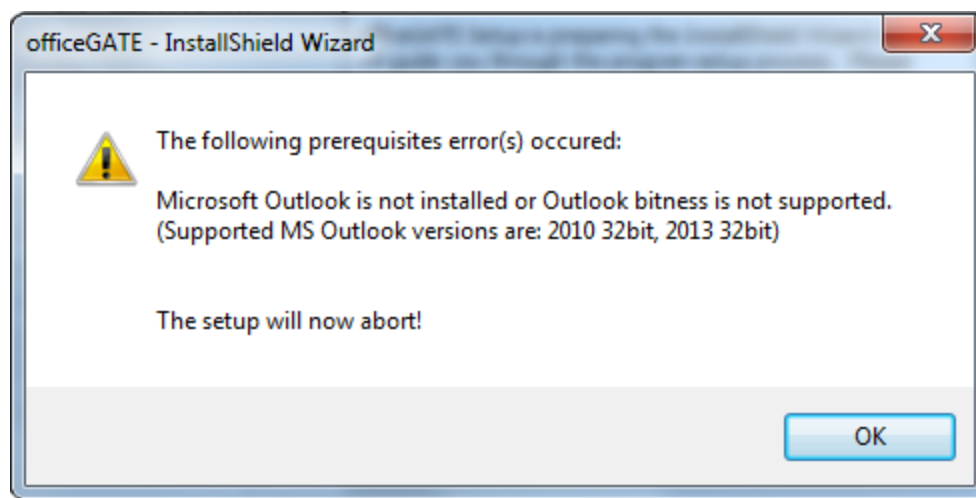 officeGATE - InstallShield Wizard
The following prerequisites error(s) occured:
Microsoft Outlook is not installed or Outlook bitness is not supported.
(Supported MS Outlook versions are: 2010 32bit, 2013 32bit)
The setup will now abort!
OK